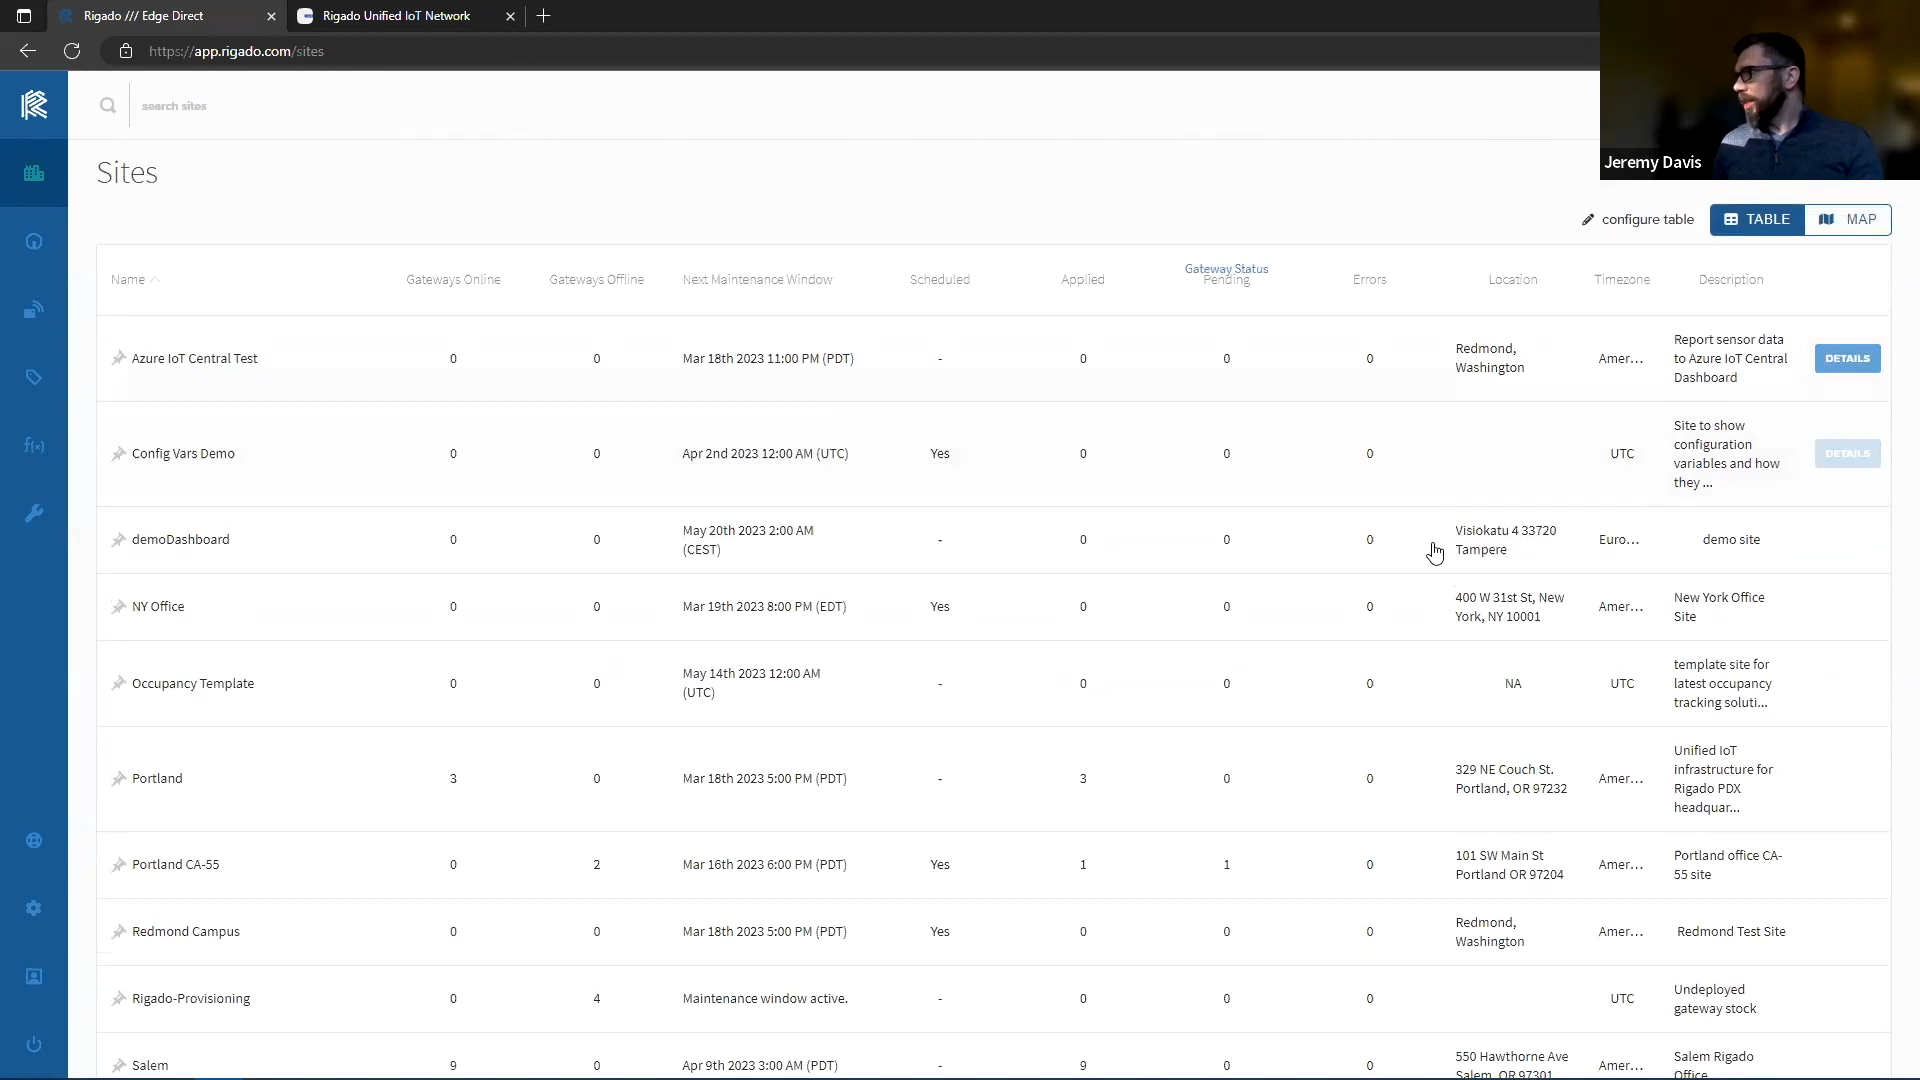 Rigado /// Edge Direct
Rigado Unified IoT Network
https://app.rigado.com/sites
search sites
Jeremy Davis
Sites
configure table
TABLE
MAP
Gateway Status
Name Gateways Online Gateways Offline Next Maintenance Window Scheduled Applied Pending Errors Location Timezone Description
Azure IoT Central Test 0 0 Mar 18th 2023 11:00 PM (PDT) - 0 0 0 Redmond, Washington Amer... Report sensor data to Azure IoT Central Dashboard DETAILS
Config Vars Demo 0 0 Apr 2nd 2023 12:00 AM (UTC) Yes 0 0 0 UTC Site to show configuration variables and how they ... DETAILS
demoDashboard 0 0 May 20th 2023 2:00 AM (CEST) - 0 0 0 Visiokatu 4 33720 Tampere Euro... demo site
NY Office 0 0 Mar 19th 2023 8:00 PM (EDT) Yes 0 0 0 400 W 31st St, New York, NY 10001 Amer... New York Office Site
Occupancy Template 0 0 May 14th 2023 12:00 AM (UTC) - 0 0 0 NA UTC template site for latest occupancy tracking soluti...
Portland 3 0 Mar 18th 2023 5:00 PM (PDT) - 3 0 0 329 NE Couch St. Portland, OR 97232 Amer... Unified IoT infrastructure for Rigado PDX headquar...
Portland CA-55 0 2 Mar 16th 2023 6:00 PM (PDT) Yes 1 1 0 101 SW Main St Portland OR 97204 Amer... Portland office CA-55 site
Redmond Campus 0 0 Mar 18th 2023 5:00 PM (PDT) Yes 0 0 0 Redmond, Washington Amer... Redmond Test Site
Rigado-Provisioning 0 4 Maintenance window active. - 0 0 0 UTC Undeployed gateway stock
Salem 9 0 Apr 9th 2023 3:00 AM (PDT) - 9 0 0 550 Hawthorne Ave Salem, OR 97301 Amer... Salem Rigado Office
f(x)